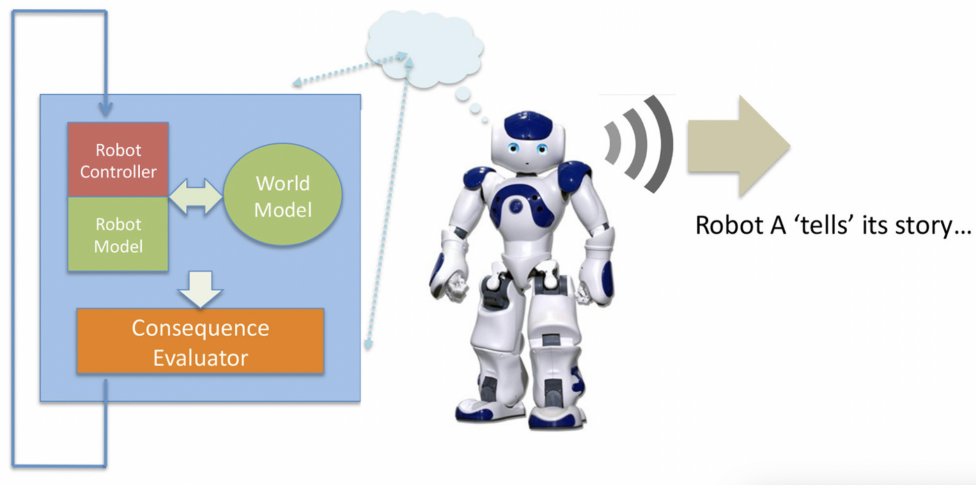 Robot
Controller
Robot
Model
World
Model
Consequence
Evaluator
Robot A ‘tells’ its story…